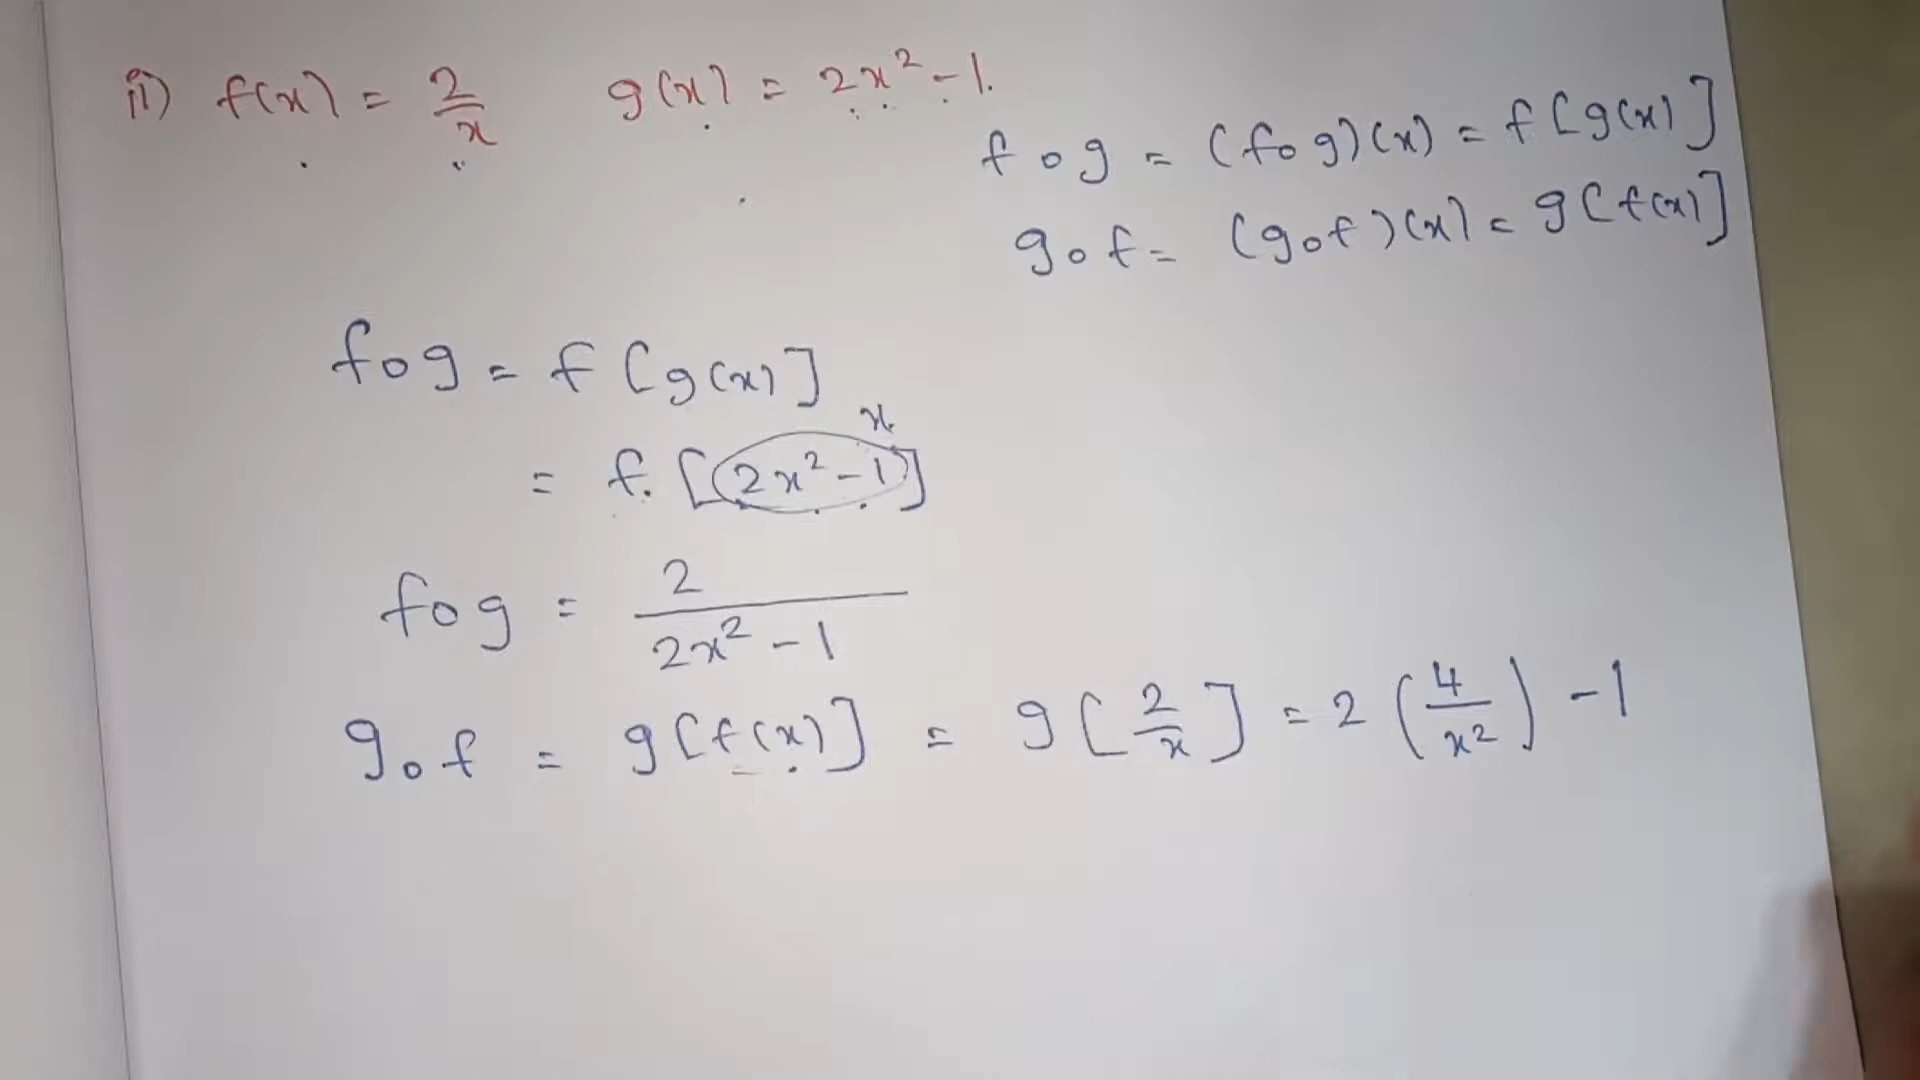 ii) f(x) = 2/x g(x) = 2x² - 1.
fog = (fog)(x) = f[g(x)]
gof = (gof)(x) = g[f(x)]
fog = f[g(x)]
x
= f.[2x² - 1]
fog = 2/(2x² - 1)
gof = g[f(x)] = g[2/x] = 2(4/x²) - 1